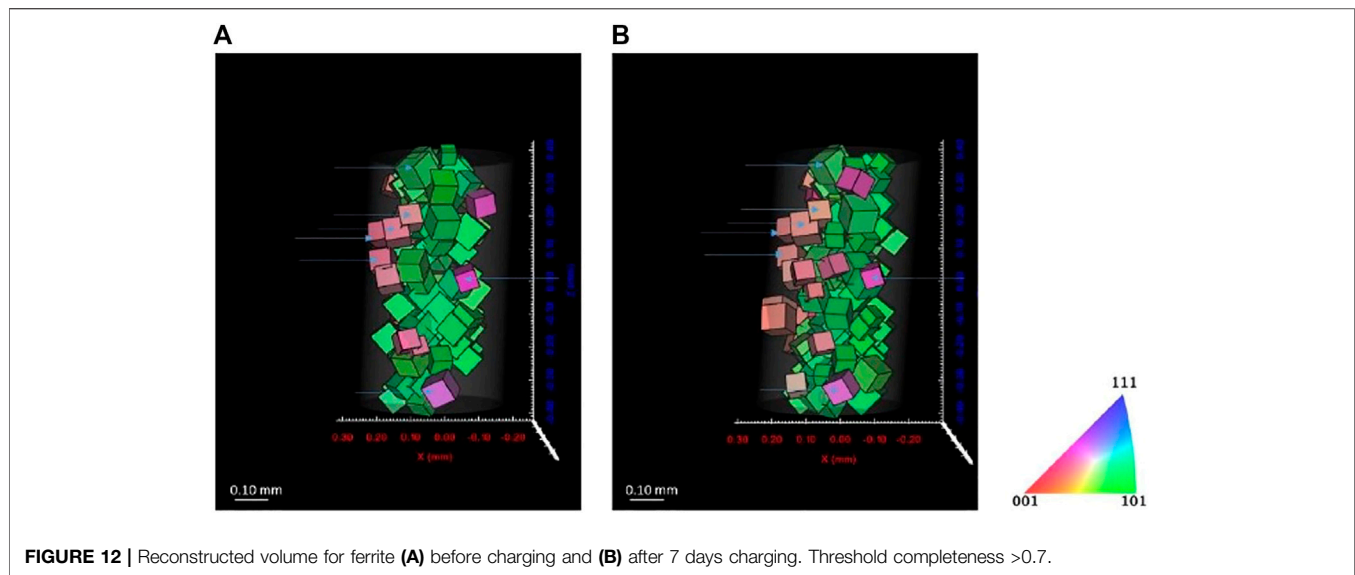 A
B
0.30 0.20 0.10 0.00 -0.10 -0.20
X (mm)
0.10 mm
0.30 0.20 0.10 -0.00 -0.10 -0.20
X (mm)
0.10 mm
111
001
101
FIGURE 12 | Reconstructed volume for ferrite (A) before charging and (B) after 7 days charging. Threshold completeness >0.7.